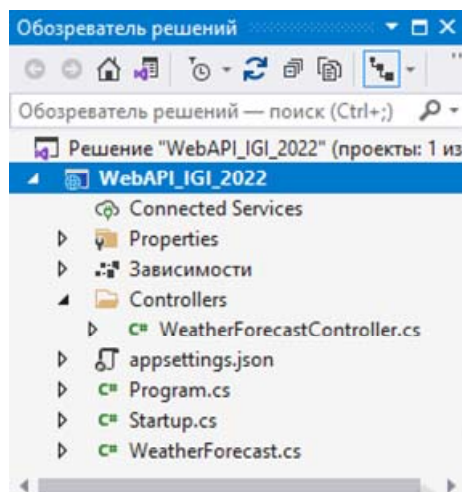 Обозреватель решений
Обозреватель решений — поиск (Ctrl+;)
Решение "WebAPI_IGI_2022" (проекты: 1 из
WebAPI_IGI_2022
Connected Services
Properties
Зависимости
Controllers
C# WeatherForecastController.cs
appsettings.json
C# Program.cs
C# Startup.cs
C# WeatherForecast.cs